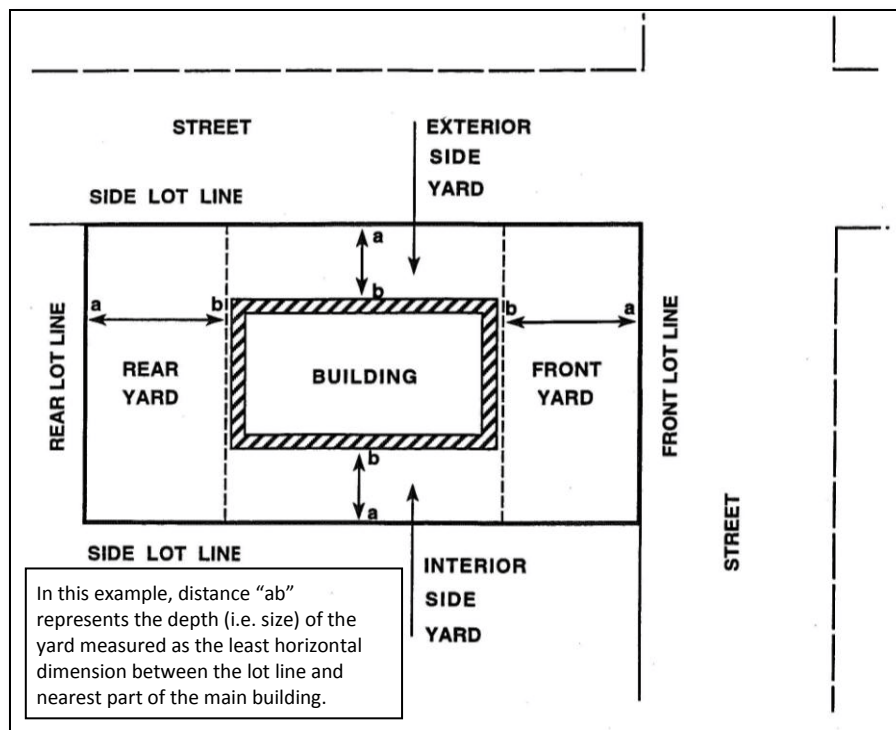 STREET
EXTERIOR
SIDE
YARD
SIDE LOT LINE
a
b
a
b
b
a
REAR LOT LINE
REAR
YARD
BUILDING
FRONT
YARD
FRONT LOT LINE
b
a
SIDE LOT LINE
INTERIOR
SIDE
YARD
STREET
In this example, distance “ab”
represents the depth (i.e. size) of the
yard measured as the least horizontal
dimension between the lot line and
nearest part of the main building.